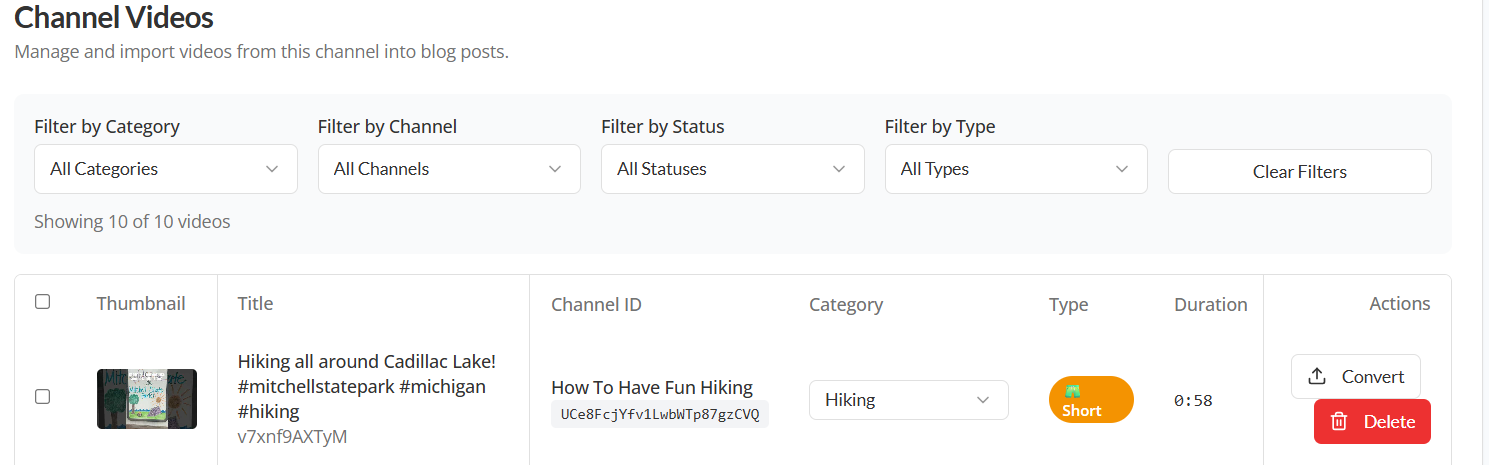 Channel Videos
Manage and import videos from this channel into blog posts.
Filter by Category
Filter by Channel
Filter by Status
Filter by Type
All Categories
All Channels
All Statuses
All Types
Clear Filters
Showing 10 of 10 videos
Thumbnail
Title
Channel ID
Category
Type
Duration
Actions
Hiking all around Cadillac Lake!
#mitchellstatepark #michigan
#hiking
v7xnf9AXTyM
How To Have Fun Hiking
UCe8FcjYfv1LwbWTp87gzCVQ
Hiking
Short
0:58
Convert
Delete